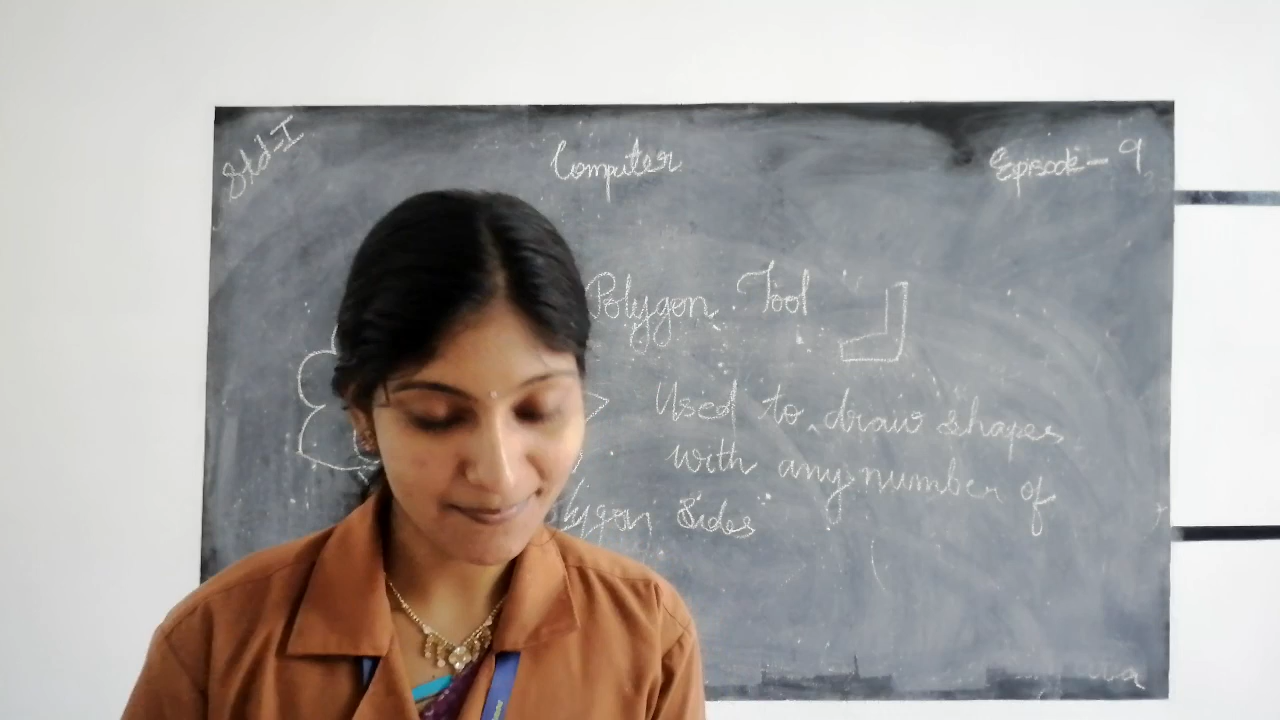 Std-I
Computer
Episode-9
Polygon Tool
Used to draw shapes
with any number of
Sides